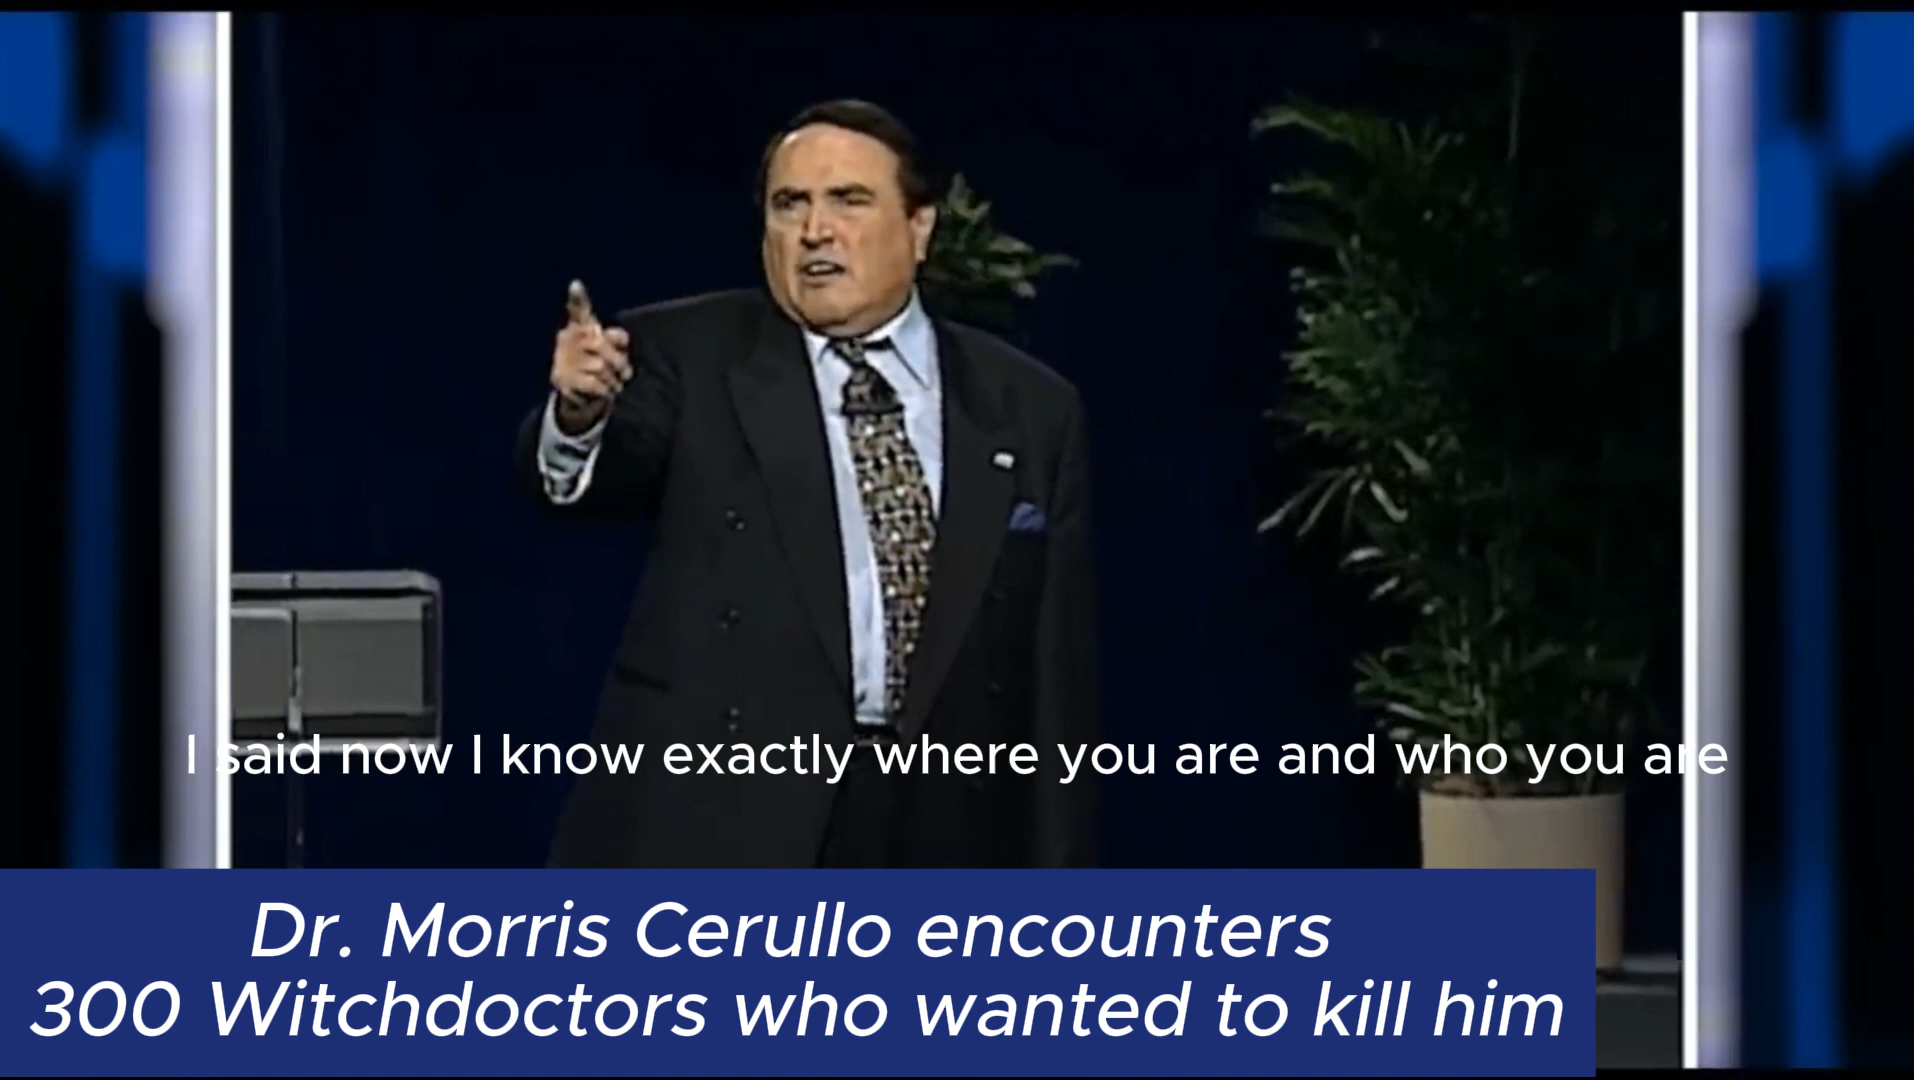 I said now I know exactly where you are and who you are
Dr. Morris Cerullo encounters
300 Witchdoctors who wanted to kill him